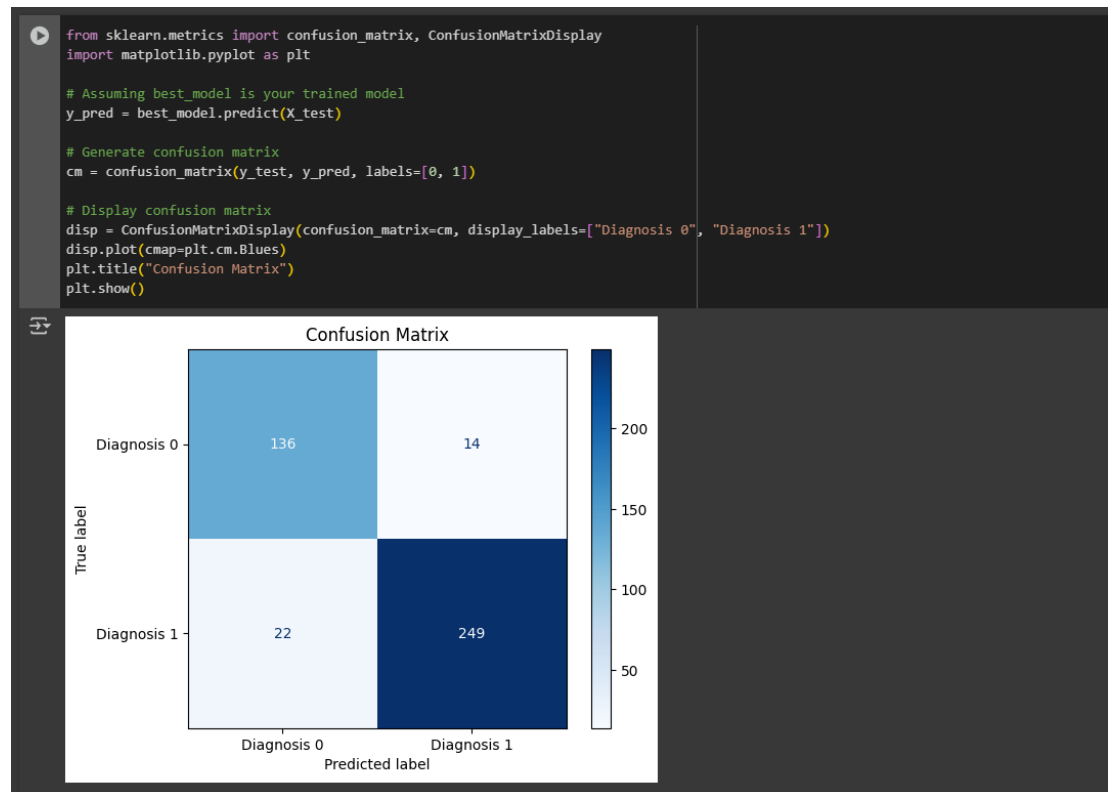 from sklearn.metrics import confusion_matrix, ConfusionMatrixDisplay
import matplotlib.pyplot as plt
# Assuming best_model is your trained model
y_pred = best_model.predict(X_test)
# Generate confusion matrix
cm = confusion_matrix(y_test, y_pred, labels=[0, 1])
# Display confusion matrix
disp = ConfusionMatrixDisplay(confusion_matrix=cm, display_labels=["Diagnosis 0", "Diagnosis 1"])
disp.plot(cmap=plt.cm.Blues)
plt.title("Confusion Matrix")
plt.show()
Confusion Matrix
Diagnosis 0
136
14
Diagnosis 1
22
249
True label
Diagnosis 0
Diagnosis 1
Predicted label
200
150
100
50